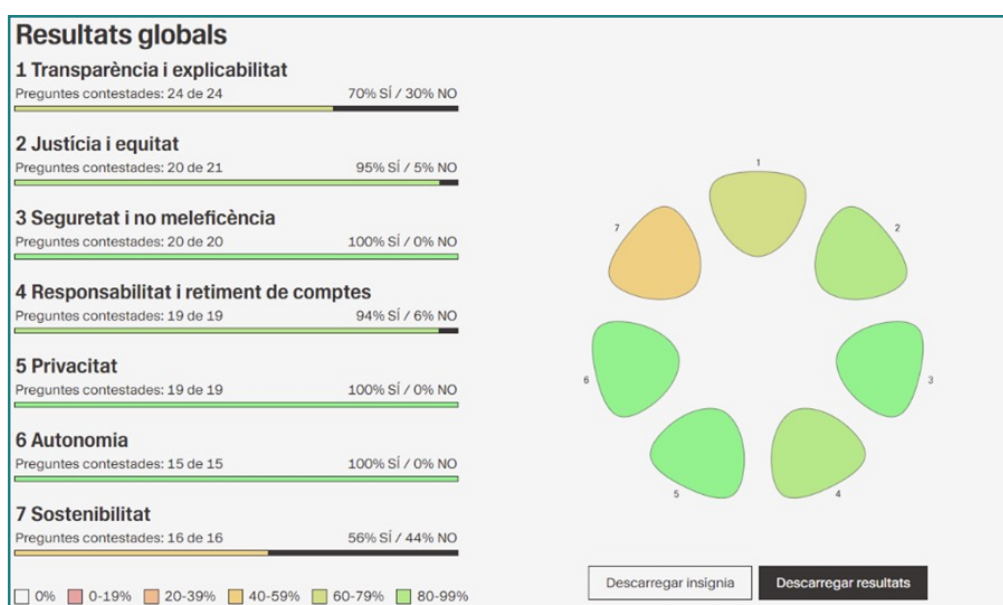 Resultats globals
1 Transparència i explicabilitat
Preguntes contestades: 24 de 24 70% SÍ / 30% NO
2 Justícia i equitat
Preguntes contestades: 20 de 21 95% SÍ / 5% NO
3 Seguretat i no meleficència
Preguntes contestades: 20 de 20 100% SÍ / 0% NO
4 Responsabilitat i retiment de comptes
Preguntes contestades: 19 de 19 94% SÍ / 6% NO
5 Privacitat
Preguntes contestades: 19 de 19 100% SÍ / 0% NO
6 Autonomia
Preguntes contestades: 15 de 15 100% SÍ / 0% NO
7 Sostenibilitat
Preguntes contestades: 16 de 16 56% SÍ / 44% NO
0% 0-19% 20-39% 40-59% 60-79% 80-99%
1
7
2
6
3
5
4
Descarregar insígnia Descarregar resultats